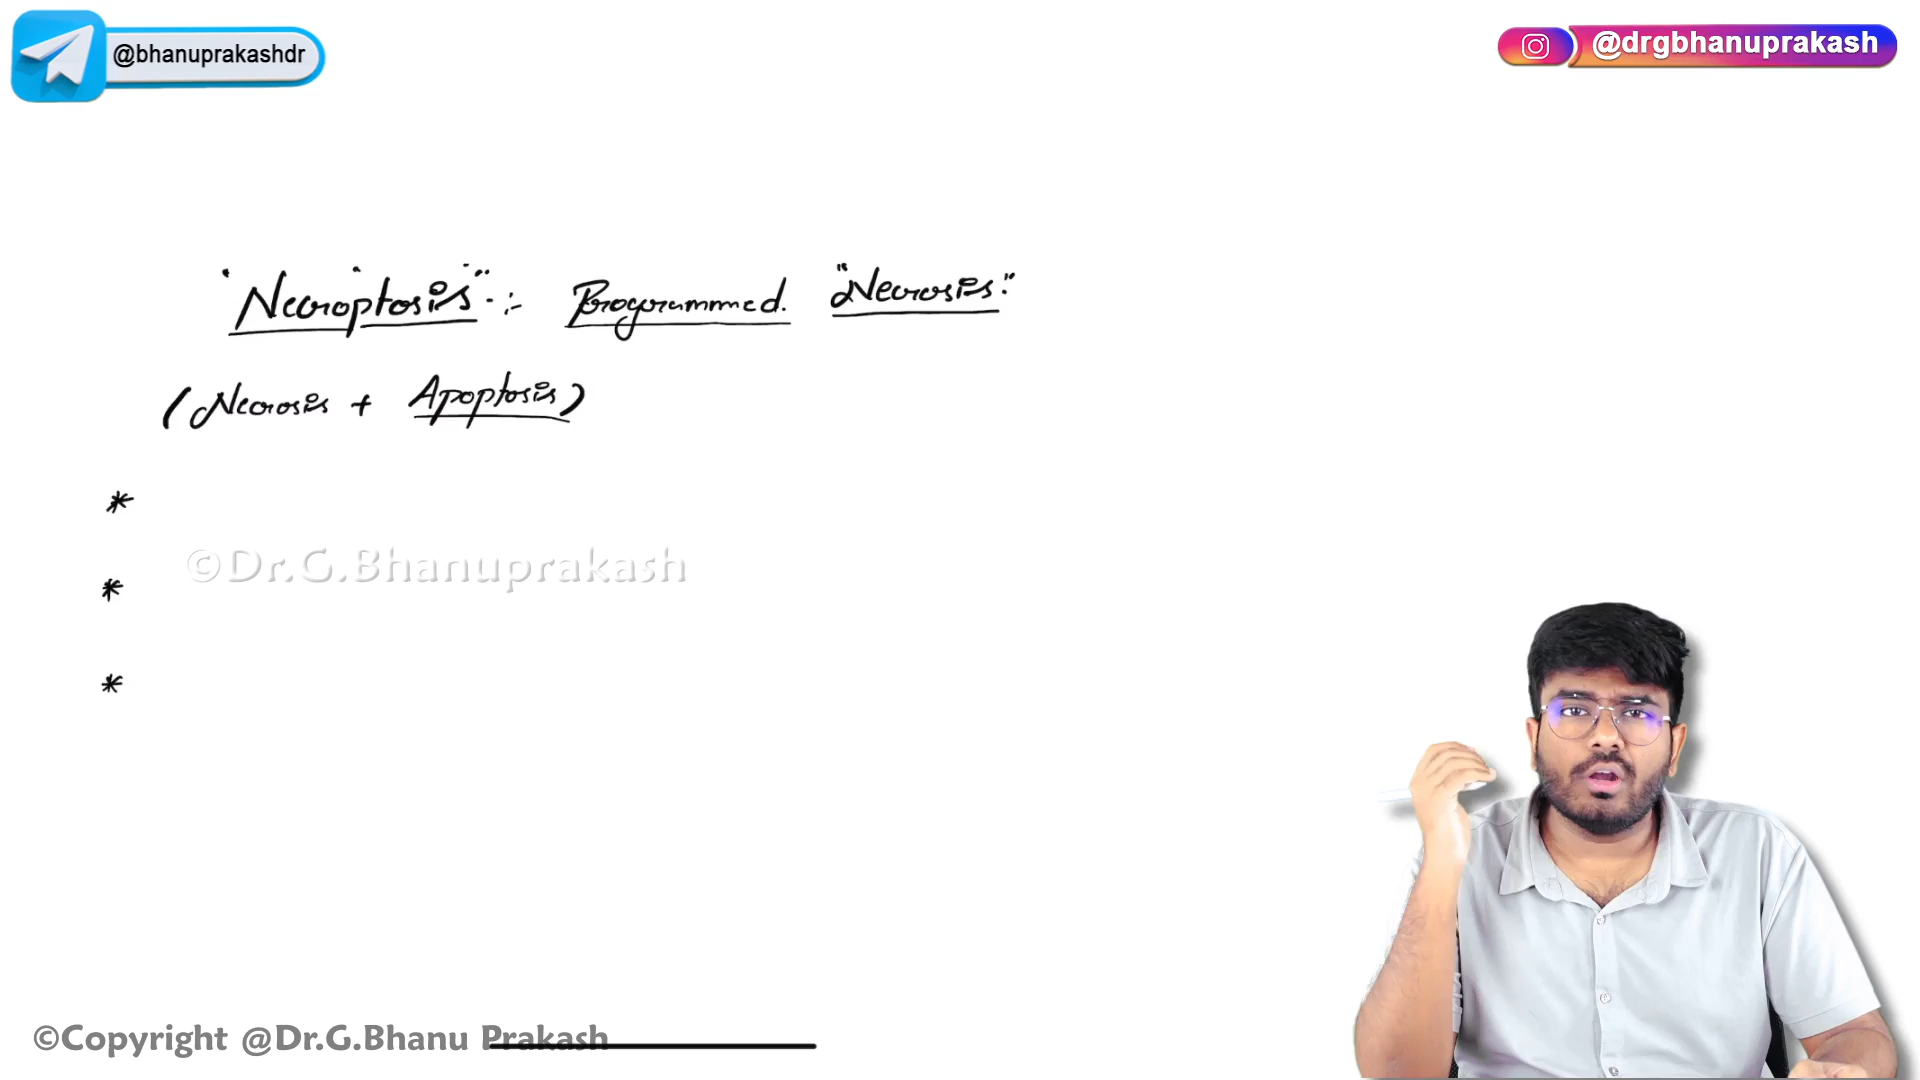 @bhanuprakashdr
@drgbhanuprakash
"Necroptosis" :- Programmed. "Necrosis."
(Necrosis + Apoptosis)
*
©Dr.G.Bhanuprakash
*
*
©Copyright @Dr.G.Bhanu Prakash